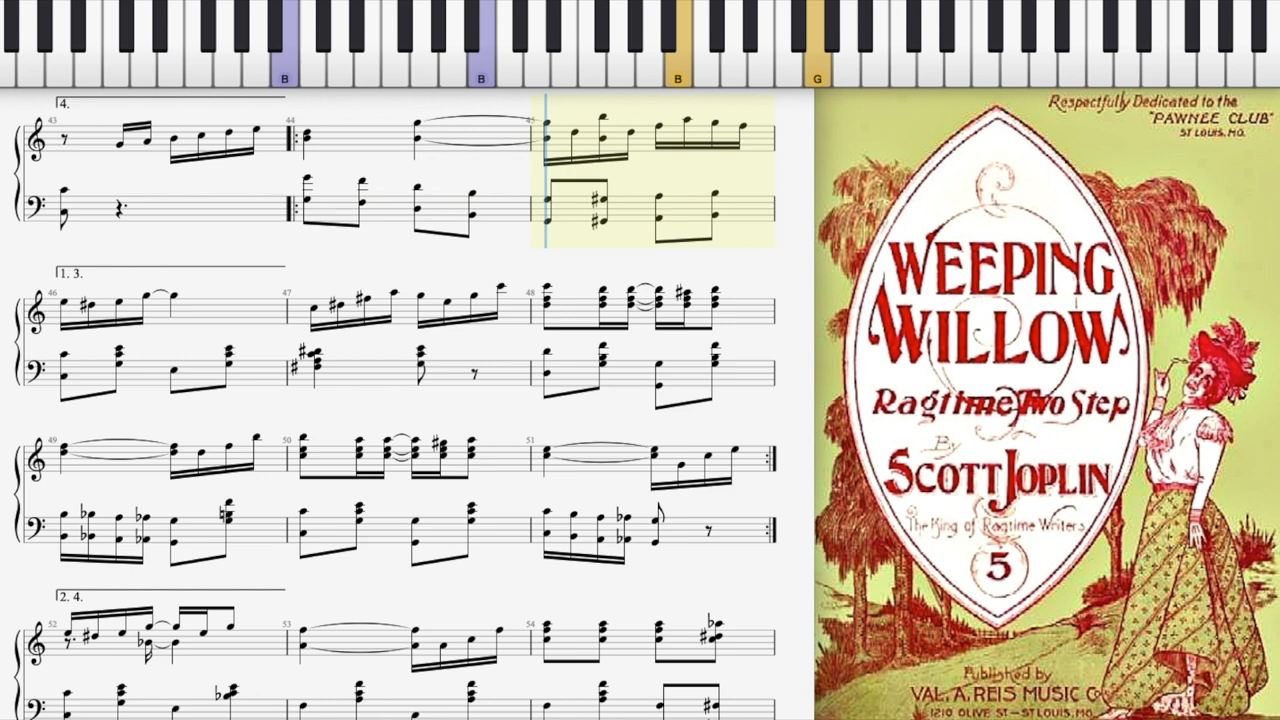 B
B
B
G
4.
43
44
45
1. 3.
46
47
48
49
50
51
2. 4.
52
53
54
Respectfully Dedicated to the
"PAWNEE CLUB"
ST LOUIS, MO.
WEEPING
WILLOW
Ragtime Two Step
By
SCOTT JOPLIN
The King of Ragtime Writers
5
Published by
VAL. A. REIS MUSIC Co
1210 OLIVE ST - ST LOUIS, MO.